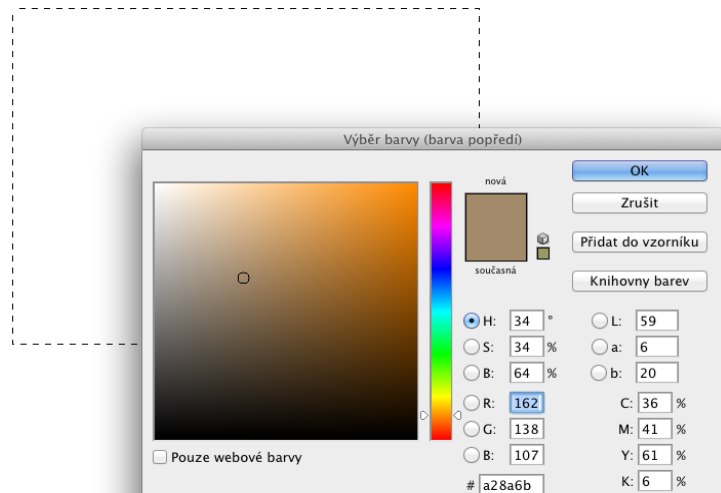 Výběr barvy (barva popředí)
nová
současná
OK
Zrušit
Přidat do vzorníku
Knihovny barev
H: 34 °
S: 34 %
B: 64 %
R: 162
G: 138
B: 107
# a28a6b
L: 59
a: 6
b: 20
C: 36 %
M: 41 %
Y: 61 %
K: 6 %
Pouze webové barvy